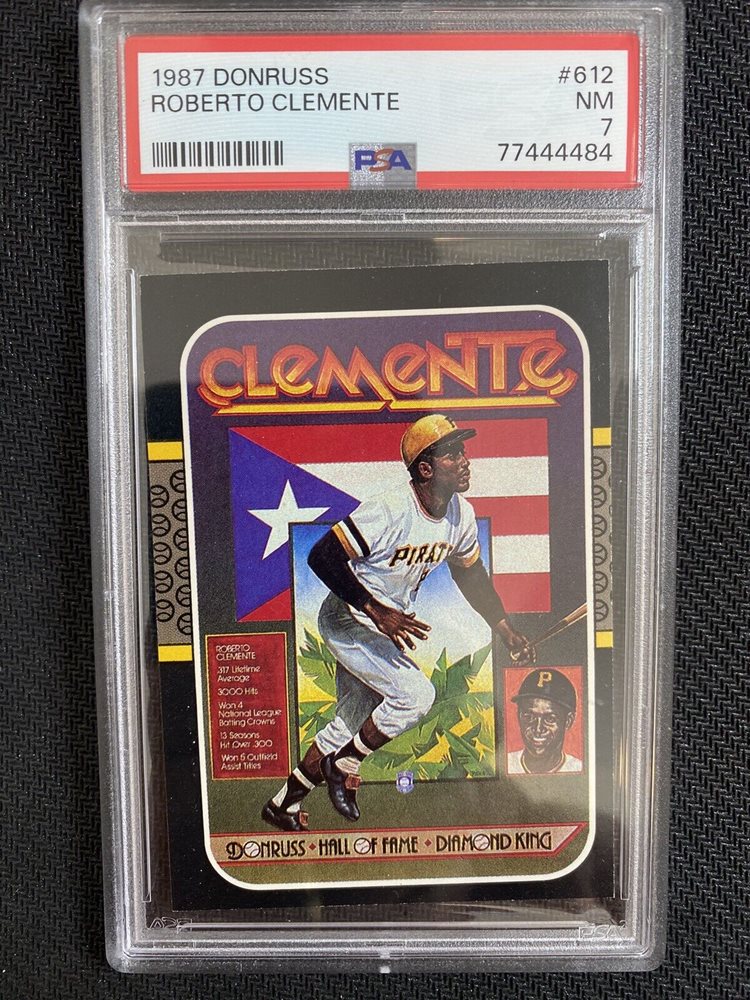 1987 DONRUSS #612
ROBERTO CLEMENTE NM
7
PSA 77444484
CLEMENTE
P
PIRAT
P
ROBERTO
CLEMENTE
.317 Lifetime
Average
3000 Hits
Won 4
National League
Batting Crowns
13 Seasons
Hit Over .300
Won 5 Outfield
Assist Titles
DONRUSS • HALL OF FAME • DIAMOND KING
PSA